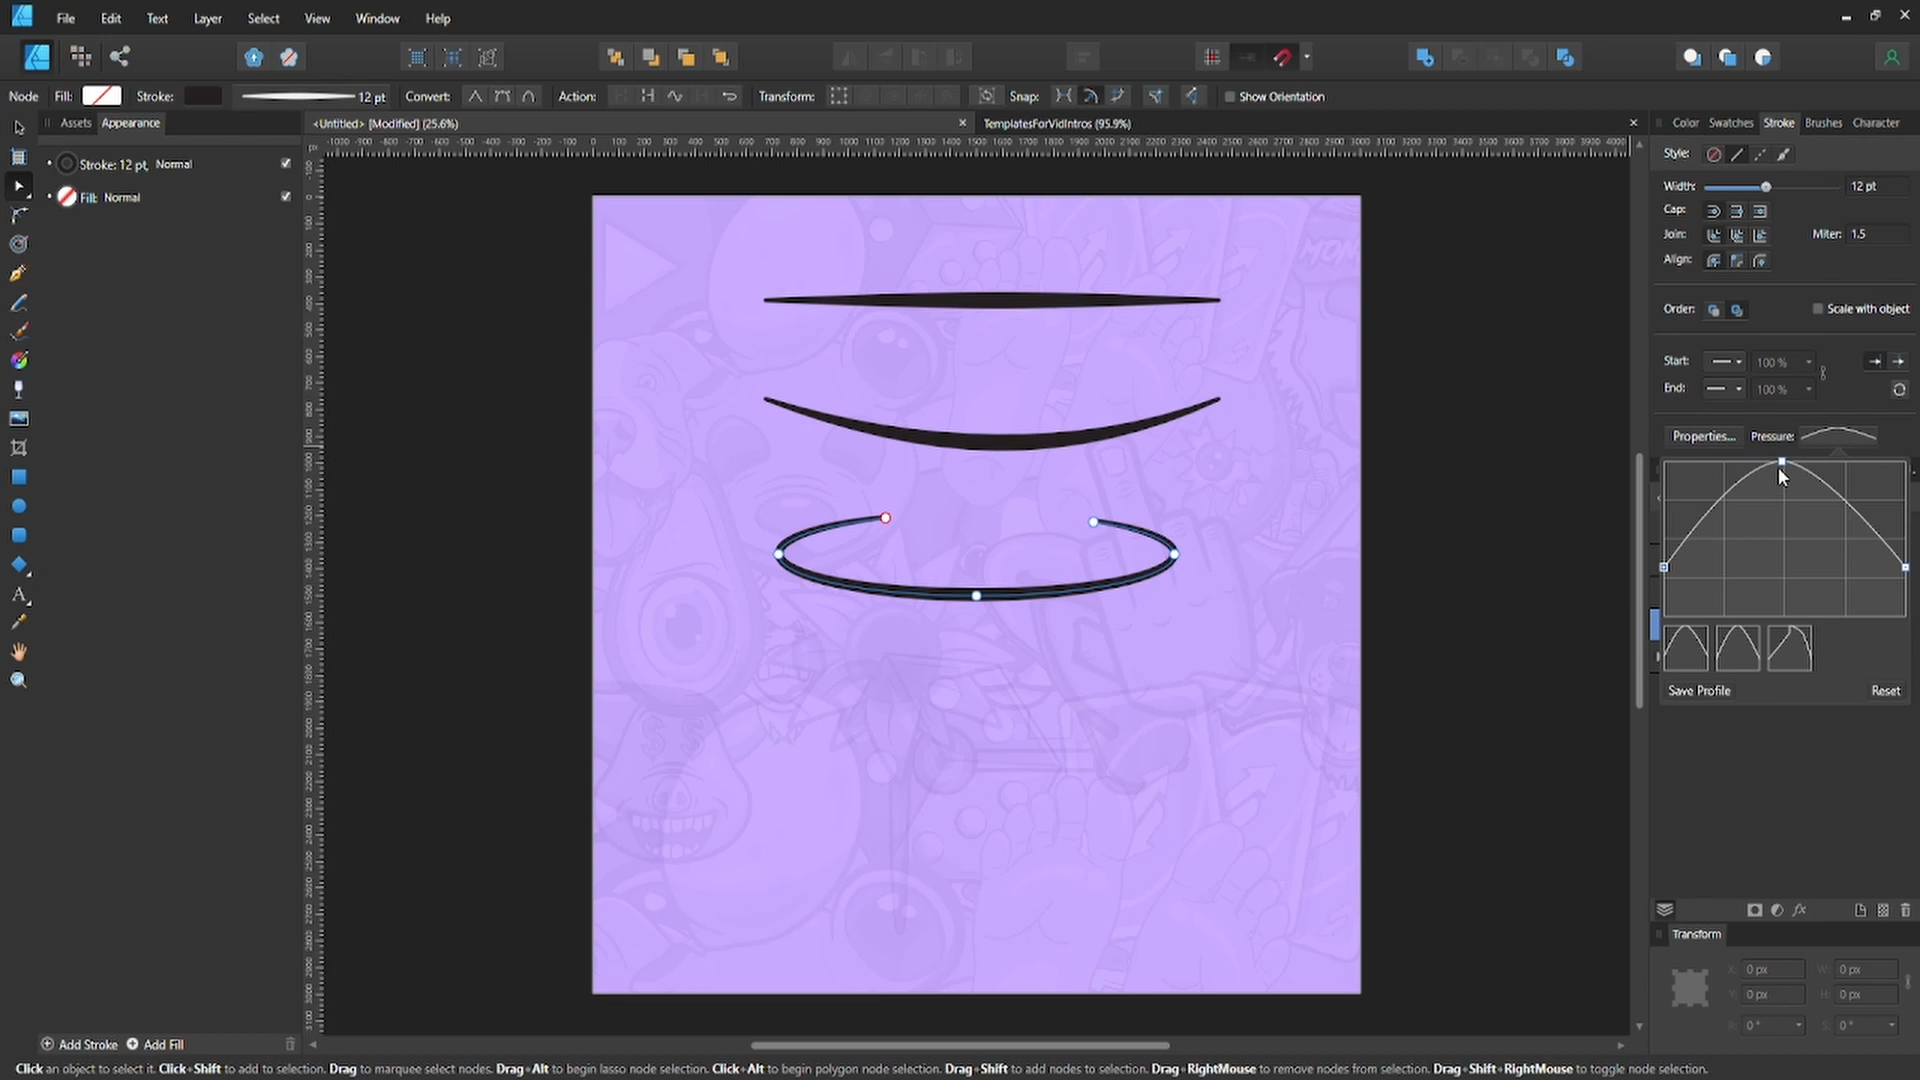 File Edit Text Layer Select View Window Help
Node Fill: Stroke: 12 pt Convert: Action: Transform: Snap: Show Orientation
Assets Appearance
<Untitled> [Modified] (25.6%)
TemplatesForVidIntros (95.9%)
Color Swatches Stroke Brushes Character
Stroke: 12 pt, Normal
Fill: Normal
Style:
Width: 12 pt
Cap:
Join: Miter: 1.5
Align:
Order: Scale with object
Start: 100 %
End: 100 %
Properties... Pressure:
Save Profile Reset
Transform
X: 0 px W: 0 px
Y: 0 px H: 0 px
R: 0 ° S: 0 °
Add Stroke Add Fill
Click an object to select it. Click+Shift to add to selection. Drag to marquee select nodes. Drag+Alt to begin lasso node selection. Click+Alt to begin polygon node selection. Drag+Shift to add nodes to selection. Drag+RightMouse to remove nodes from selection. Drag+Shift+RightMouse to toggle node selection.